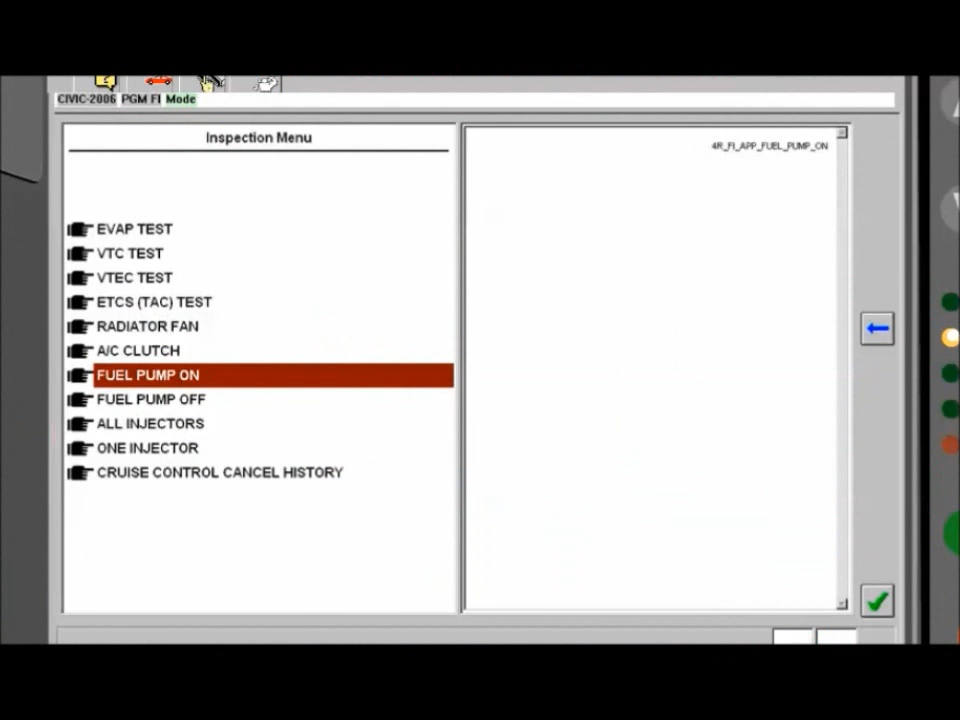 CIVIC-2006 PGM FI Mode
Inspection Menu
4R_FI_APP_FUEL_PUMP_ON
EVAP TEST
VTC TEST
VTEC TEST
ETCS (TAC) TEST
RADIATOR FAN
A/C CLUTCH
FUEL PUMP ON
FUEL PUMP OFF
ALL INJECTORS
ONE INJECTOR
CRUISE CONTROL CANCEL HISTORY